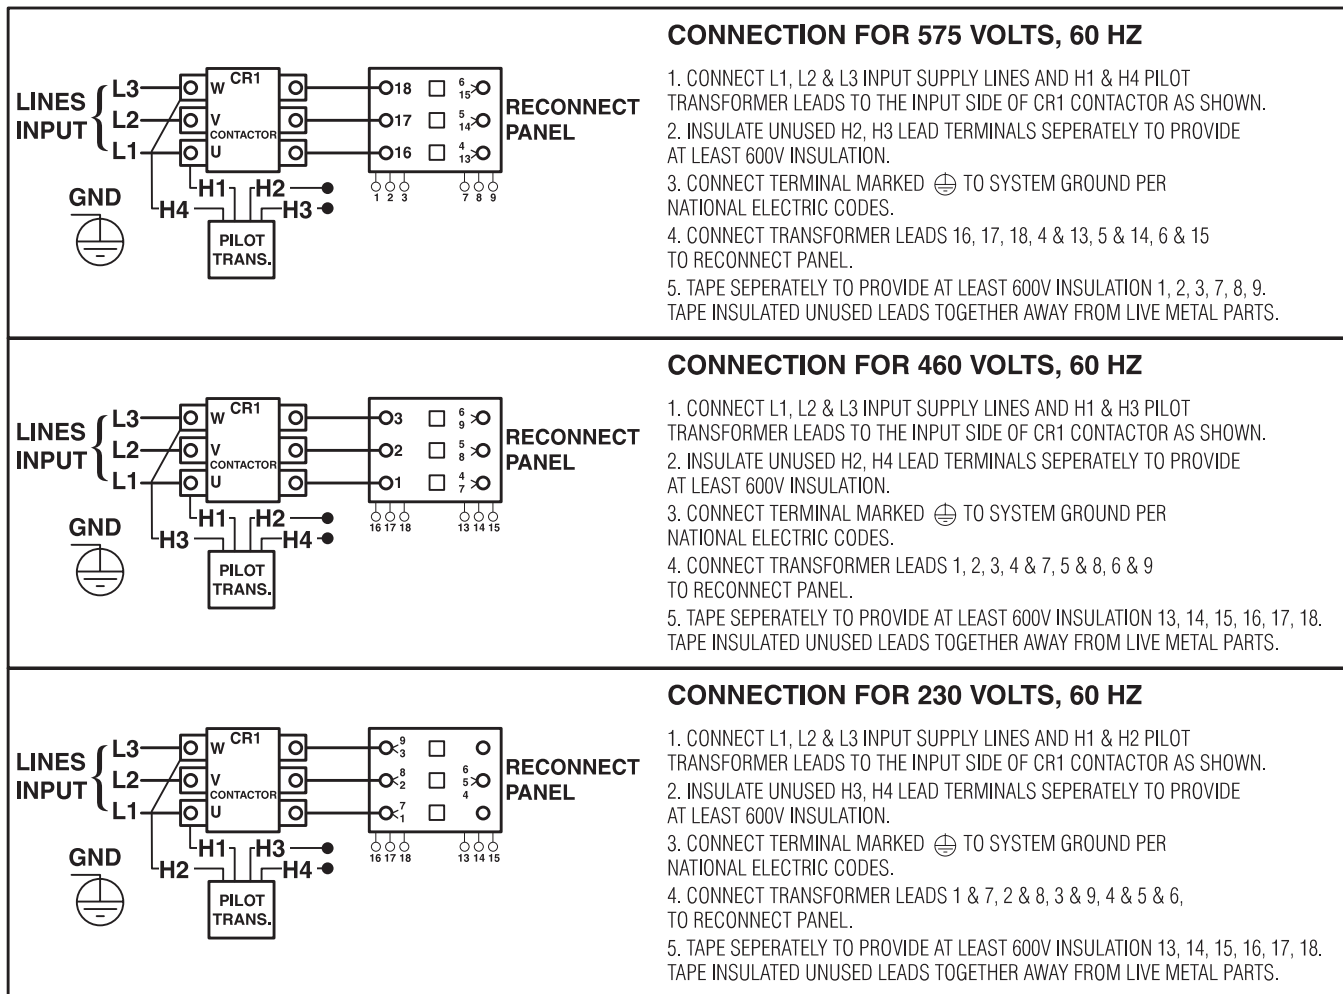 CONNECTION FOR 575 VOLTS, 60 HZ
LINES
INPUT
L3
L2
L1
W
V
U
CR1
CONTACTOR
18
17
16
6
15
5
14
4
13
RECONNECT
PANEL
1 2 3
7 8 9
GND
H1
H2
H4
H3
PILOT
TRANS.
1. CONNECT L1, L2 & L3 INPUT SUPPLY LINES AND H1 & H4 PILOT
TRANSFORMER LEADS TO THE INPUT SIDE OF CR1 CONTACTOR AS SHOWN.
2. INSULATE UNUSED H2, H3 LEAD TERMINALS SEPERATELY TO PROVIDE
AT LEAST 600V INSULATION.
3. CONNECT TERMINAL MARKED TO SYSTEM GROUND PER
NATIONAL ELECTRIC CODES.
4. CONNECT TRANSFORMER LEADS 16, 17, 18, 4 & 13, 5 & 14, 6 & 15
TO RECONNECT PANEL.
5. TAPE SEPERATELY TO PROVIDE AT LEAST 600V INSULATION 1, 2, 3, 7, 8, 9.
TAPE INSULATED UNUSED LEADS TOGETHER AWAY FROM LIVE METAL PARTS.
CONNECTION FOR 460 VOLTS, 60 HZ
LINES
INPUT
L3
L2
L1
W
V
U
CR1
CONTACTOR
3
2
1
6
9
5
8
4
7
RECONNECT
PANEL
16 17 18
13 14 15
GND
H1
H2
H3
H4
PILOT
TRANS.
1. CONNECT L1, L2 & L3 INPUT SUPPLY LINES AND H1 & H3 PILOT
TRANSFORMER LEADS TO THE INPUT SIDE OF CR1 CONTACTOR AS SHOWN.
2. INSULATE UNUSED H2, H4 LEAD TERMINALS SEPERATELY TO PROVIDE
AT LEAST 600V INSULATION.
3. CONNECT TERMINAL MARKED TO SYSTEM GROUND PER
NATIONAL ELECTRIC CODES.
4. CONNECT TRANSFORMER LEADS 1, 2, 3, 4 & 7, 5 & 8, 6 & 9
TO RECONNECT PANEL.
5. TAPE SEPERATELY TO PROVIDE AT LEAST 600V INSULATION 13, 14, 15, 16, 17, 18.
TAPE INSULATED UNUSED LEADS TOGETHER AWAY FROM LIVE METAL PARTS.
CONNECTION FOR 230 VOLTS, 60 HZ
LINES
INPUT
L3
L2
L1
W
V
U
CR1
CONTACTOR
9
3
8
2
7
1
6
5
4
RECONNECT
PANEL
16 17 18
13 14 15
GND
H1
H3
H2
H4
PILOT
TRANS.
1. CONNECT L1, L2 & L3 INPUT SUPPLY LINES AND H1 & H2 PILOT
TRANSFORMER LEADS TO THE INPUT SIDE OF CR1 CONTACTOR AS SHOWN.
2. INSULATE UNUSED H3, H4 LEAD TERMINALS SEPERATELY TO PROVIDE
AT LEAST 600V INSULATION.
3. CONNECT TERMINAL MARKED TO SYSTEM GROUND PER
NATIONAL ELECTRIC CODES.
4. CONNECT TRANSFORMER LEADS 1 & 7, 2 & 8, 3 & 9, 4 & 5 & 6,
TO RECONNECT PANEL.
5. TAPE SEPERATELY TO PROVIDE AT LEAST 600V INSULATION 13, 14, 15, 16, 17, 18.
TAPE INSULATED UNUSED LEADS TOGETHER AWAY FROM LIVE METAL PARTS.